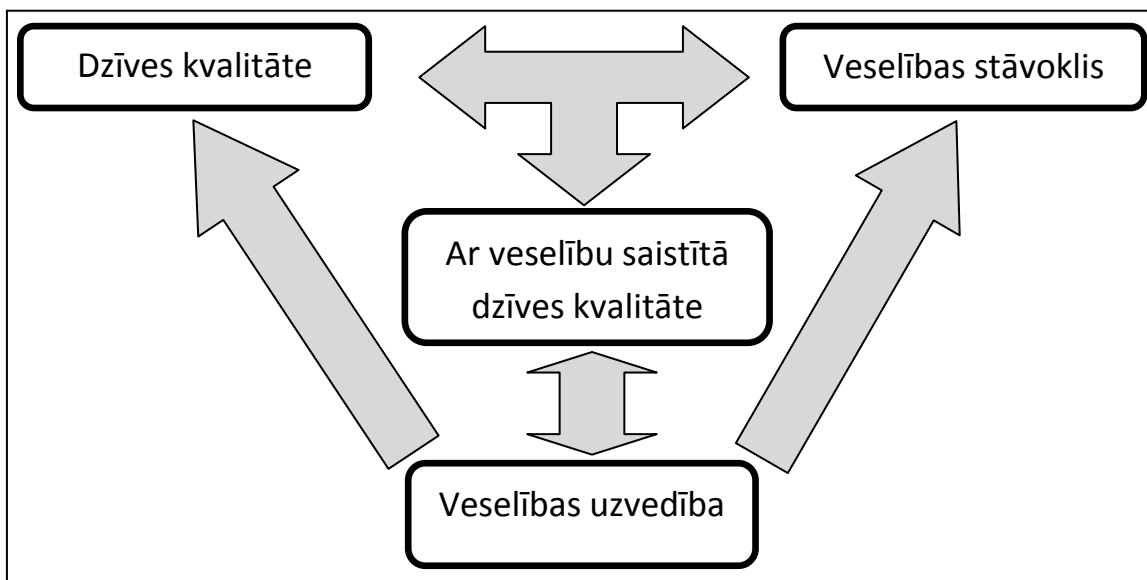 Dzīves kvalitāte
Veselības stāvoklis
Ar veselību saistītā
dzīves kvalitāte
Veselības uzvedība